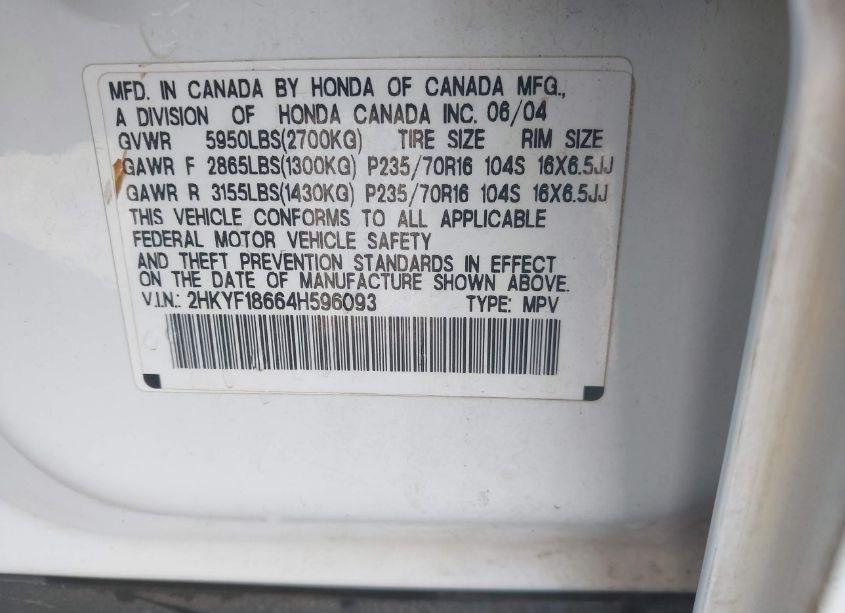 MFD. IN CANADA BY HONDA OF CANADA MFG.,
A DIVISION OF HONDA CANADA INC. 06/04
GVWR 5950LBS(2700KG) TIRE SIZE RIM SIZE
GAWR F 2865LBS(1300KG) P235/70R16 104S 16X6.5JJ
GAWR R 3155LBS(1430KG) P235/70R16 104S 16X6.5JJ
THIS VEHICLE CONFORMS TO ALL APPLICABLE
FEDERAL MOTOR VEHICLE SAFETY
AND THEFT PREVENTION STANDARDS IN EFFECT
ON THE DATE OF MANUFACTURE SHOWN ABOVE.
V.I.N.: 2HKYF18664H596093 TYPE: MPV